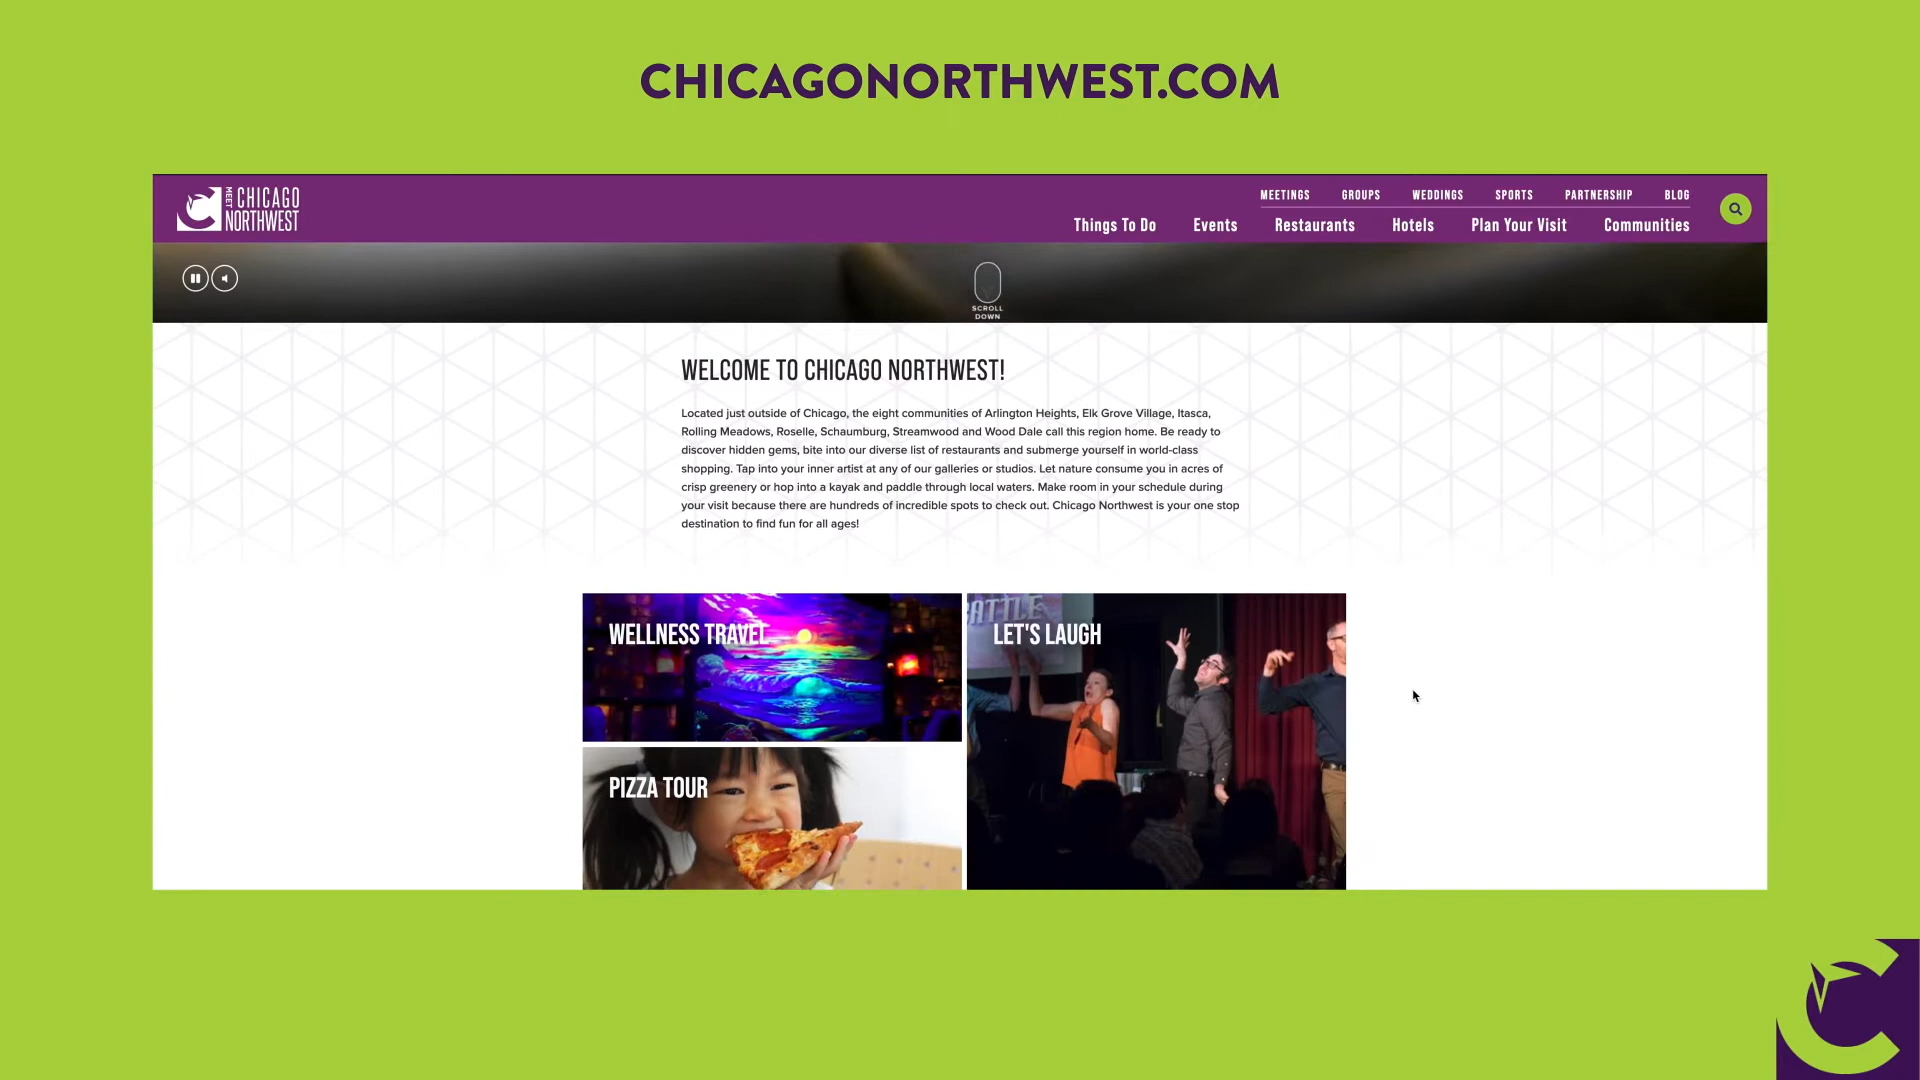 CHICAGONORTHWEST.COM
MEET CHICAGO NORTHWEST
MEETINGS GROUPS WEDDINGS SPORTS PARTNERSHIP BLOG
Things To Do Events Restaurants Hotels Plan Your Visit Communities
SCROLL
DOWN
WELCOME TO CHICAGO NORTHWEST!
Located just outside of Chicago, the eight communities of Arlington Heights, Elk Grove Village, Itasca,
Rolling Meadows, Roselle, Schaumburg, Streamwood and Wood Dale call this region home. Be ready to
discover hidden gems, bite into our diverse list of restaurants and submerge yourself in world-class
shopping. Tap into your inner artist at any of our galleries or studios. Let nature consume you in acres of
crisp greenery or hop into a kayak and paddle through local waters. Make room in your schedule during
your visit because there are hundreds of incredible spots to check out. Chicago Northwest is your one stop
destination to find fun for all ages!
WELLNESS TRAVEL
LET'S LAUGH
PIZZA TOUR